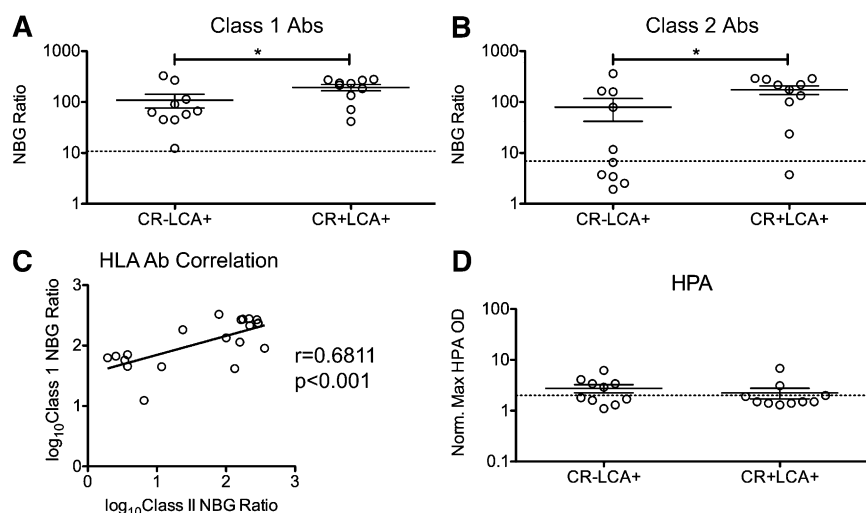 A
Class 1 Abs
*
NBG Ratio
1000
100
10
1
CR-LCA+
CR+LCA+
B
Class 2 Abs
*
NBG Ratio
1000
100
10
1
CR-LCA+
CR+LCA+
C
HLA Ab Correlation
log10Class 1 NBG Ratio
3
2
1
0
0
1
2
3
log10Class II NBG Ratio
r=0.6811
p<0.001
D
HPA
Norm. Max HPA OD
100
10
1
0.1
CR-LCA+
CR+LCA+